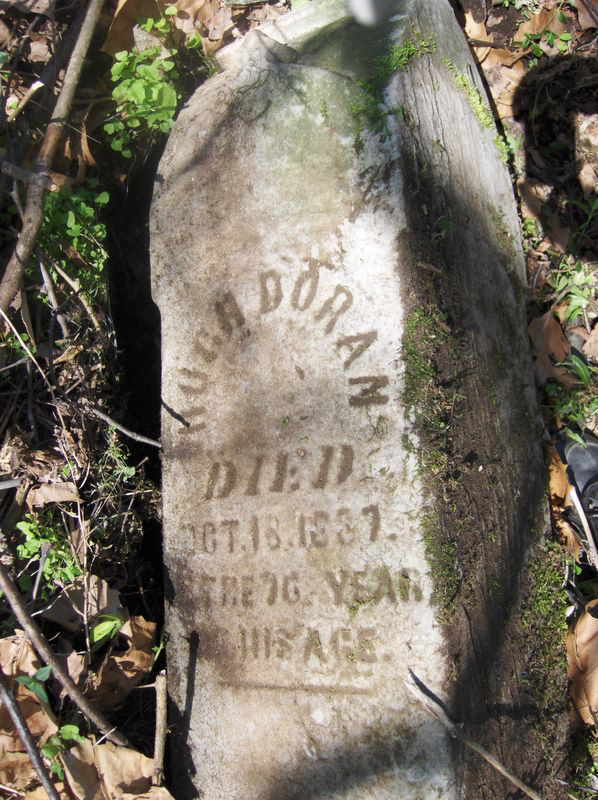 HUGH DORAN
DIED
OCT. 18. 1887.
THE 76. YEAR
HIS AGE.